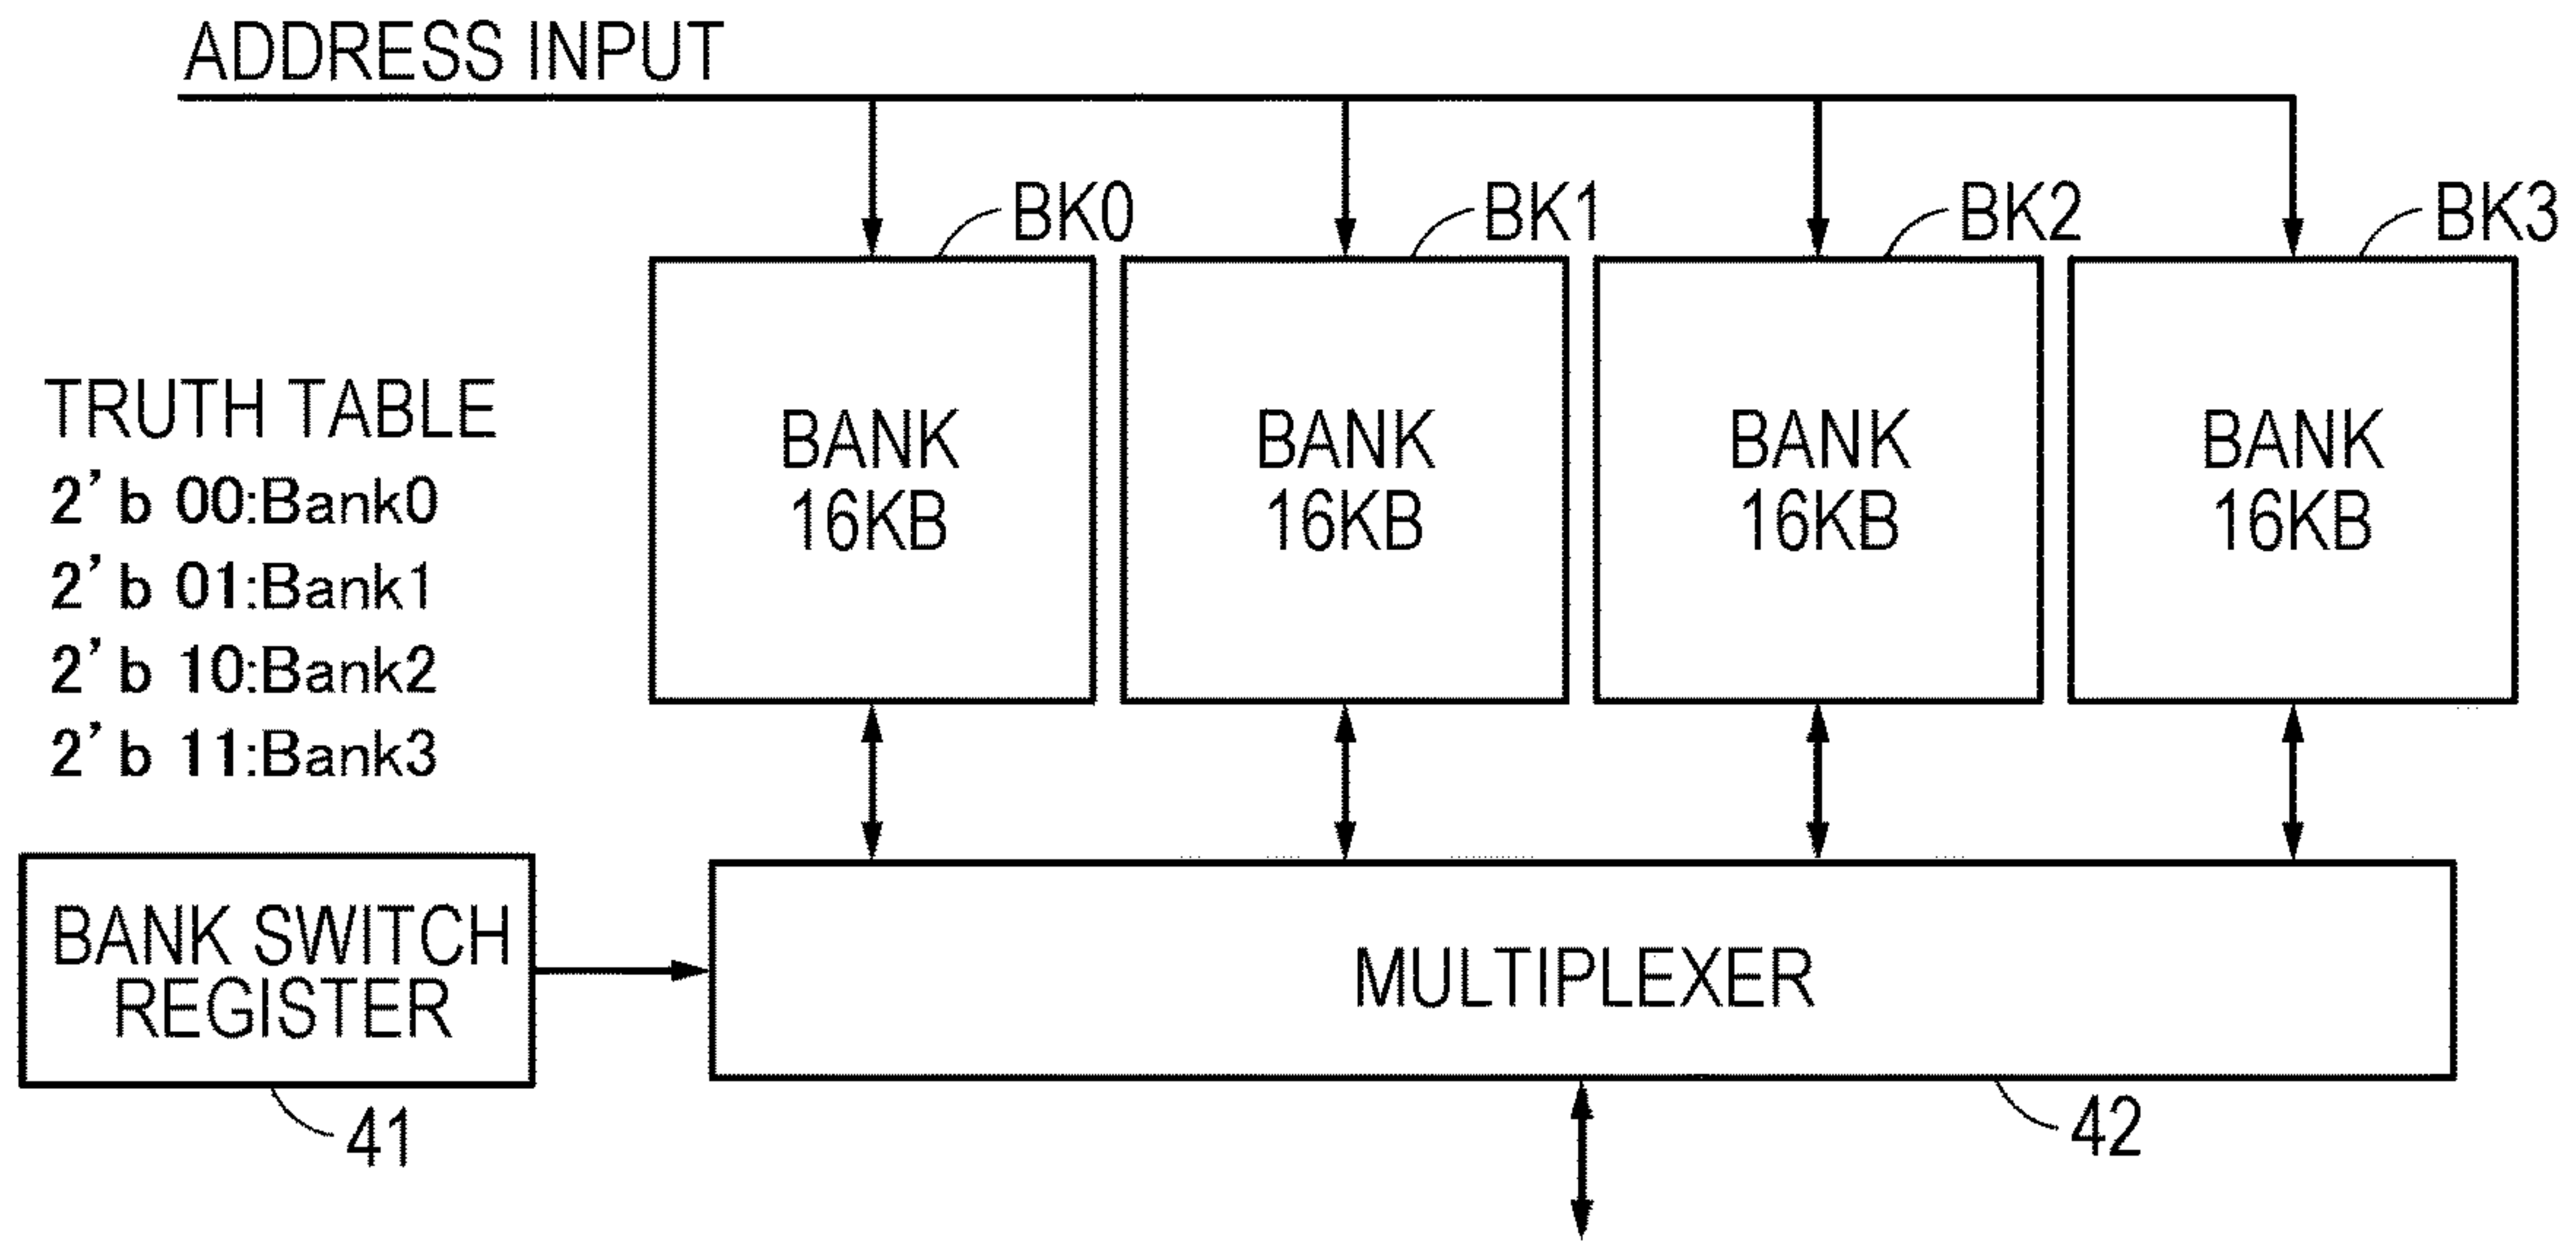 ADDRESS INPUT
BK0
BK1
BK2
BK3
BANK
16KB
BANK
16KB
BANK
16KB
BANK
16KB
TRUTH TABLE
2’b 00:Bank0
2’b 01:Bank1
2’b 10:Bank2
2’b 11:Bank3
BANK SWITCH
REGISTER
41
MULTIPLEXER
42